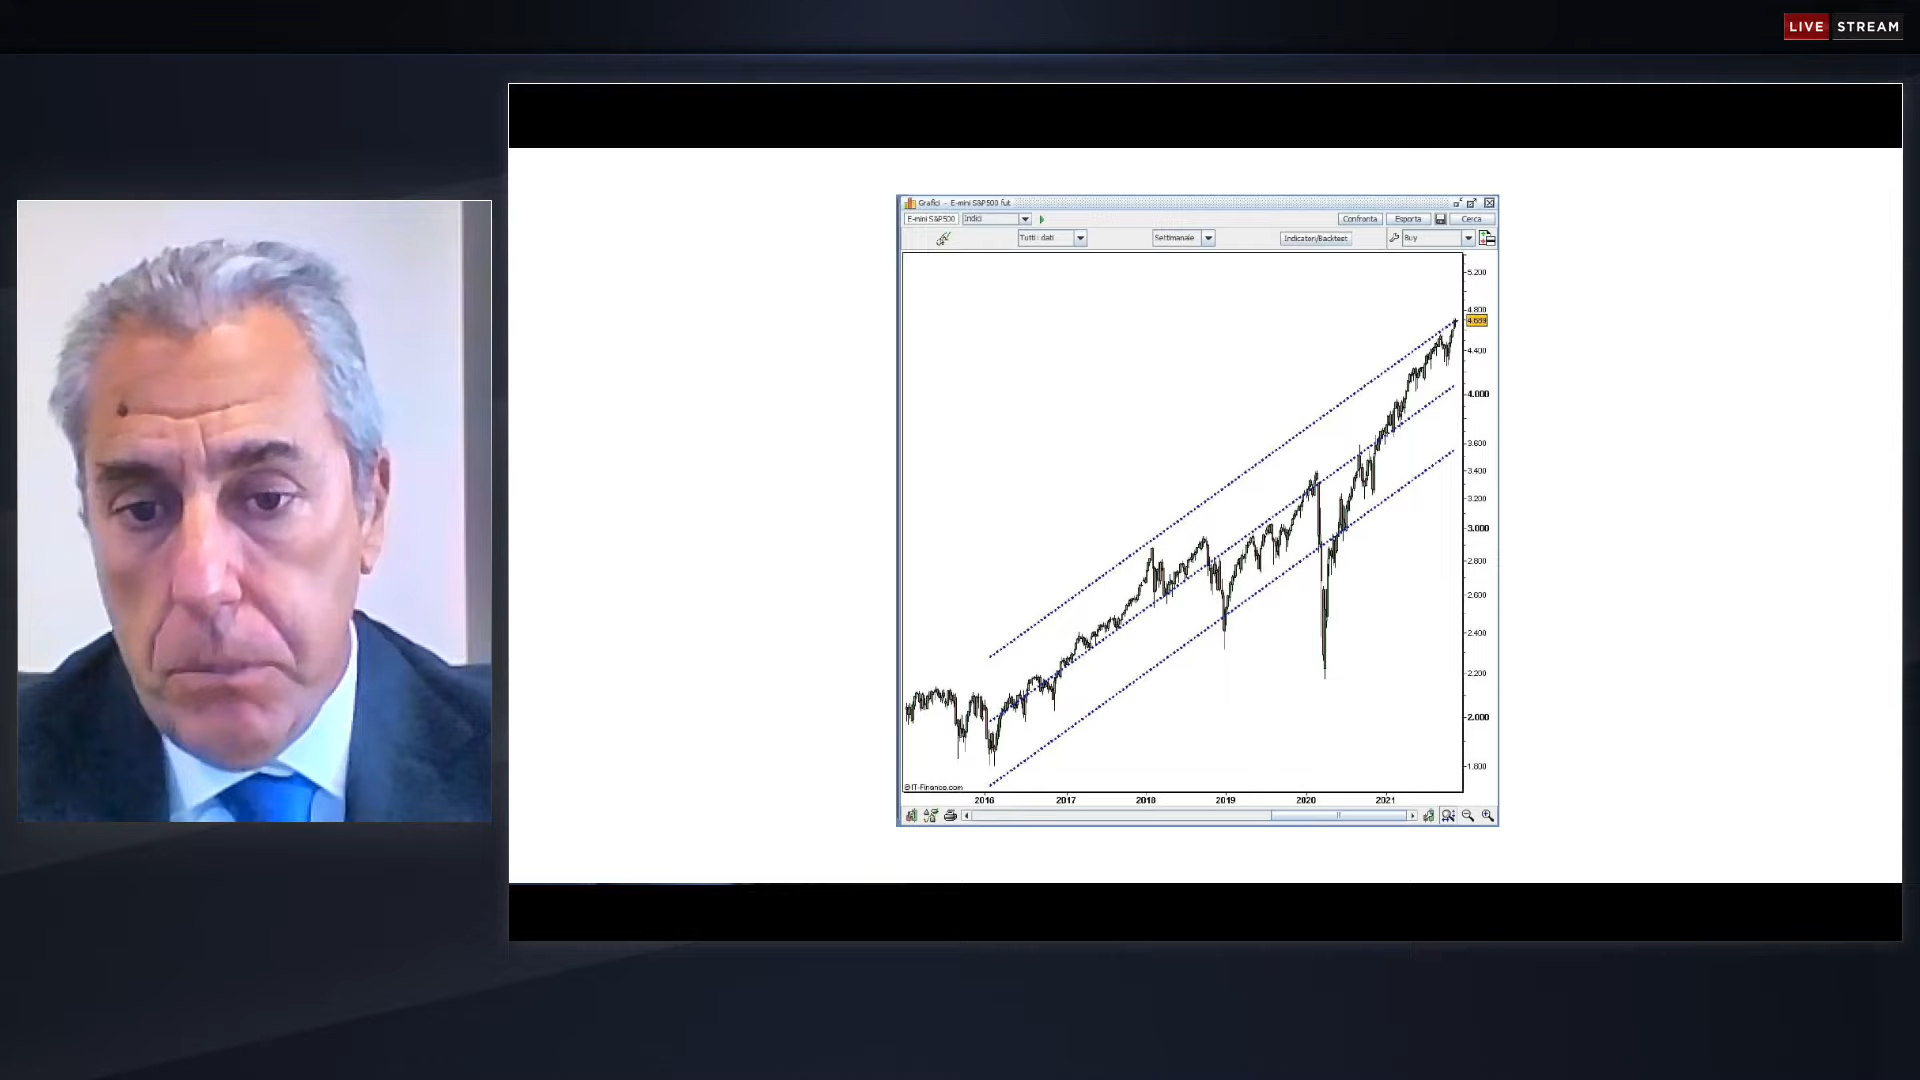 LIVE STREAM
Grafici - E-mini S&P500 fut
E-mini S&P500 Indici Confronta Esporta Cerca
Tutti i dati Settimanale Indicatori/Backtest Buy
5.200
4.800
4.689
4.400
4.000
3.600
3.400
3.200
3.000
2.800
2.600
2.400
2.200
2.000
1.800
© IT-Finance.com
2016 2017 2018 2019 2020 2021